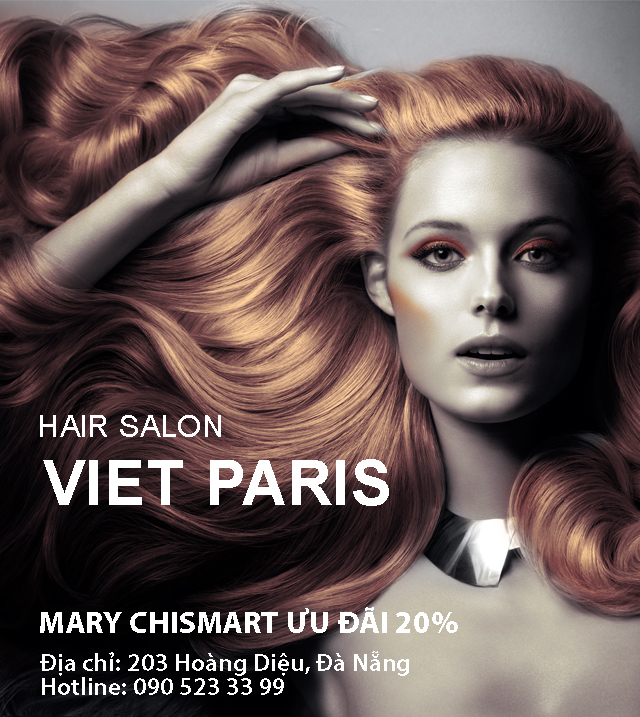 HAIR SALON
VIET PARIS
MARY CHISMART ƯU ĐÃI 20%
Địa chỉ: 203 Hoàng Diệu, Đà Nẵng
Hotline: 090 523 33 99